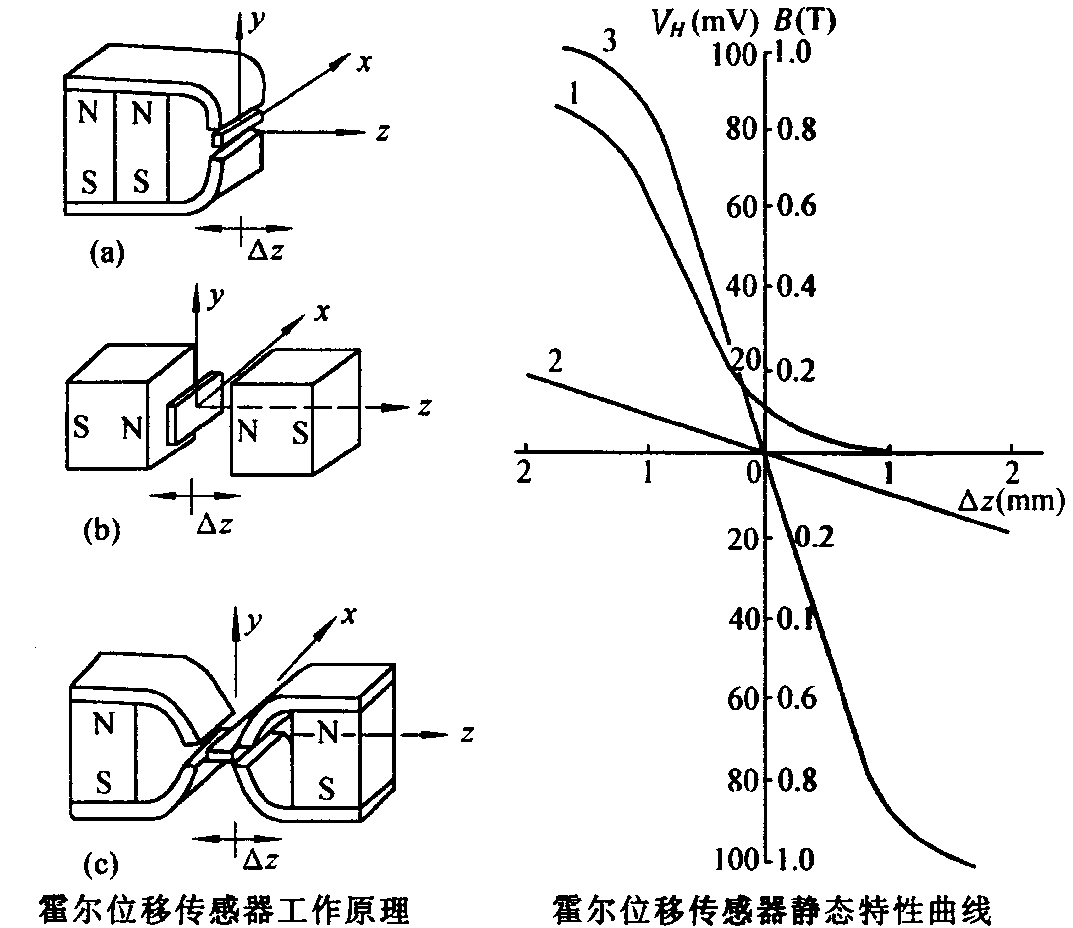 y
x
N N
z
S S
(a)
Δz
y
x
S N
N S
z
(b)
Δz
y
x
N
N
z
S
S
(c)
Δz
霍尔位移传感器工作原理
V_H(mV) B(T)
3
100 1.0
1
80 0.8
60 0.6
40 0.4
2
20 0.2
2 1 0 1 2
Δz(mm)
20 0.2
40 0.1
60 0.6
80 0.8
100 1.0
霍尔位移传感器静态特性曲线